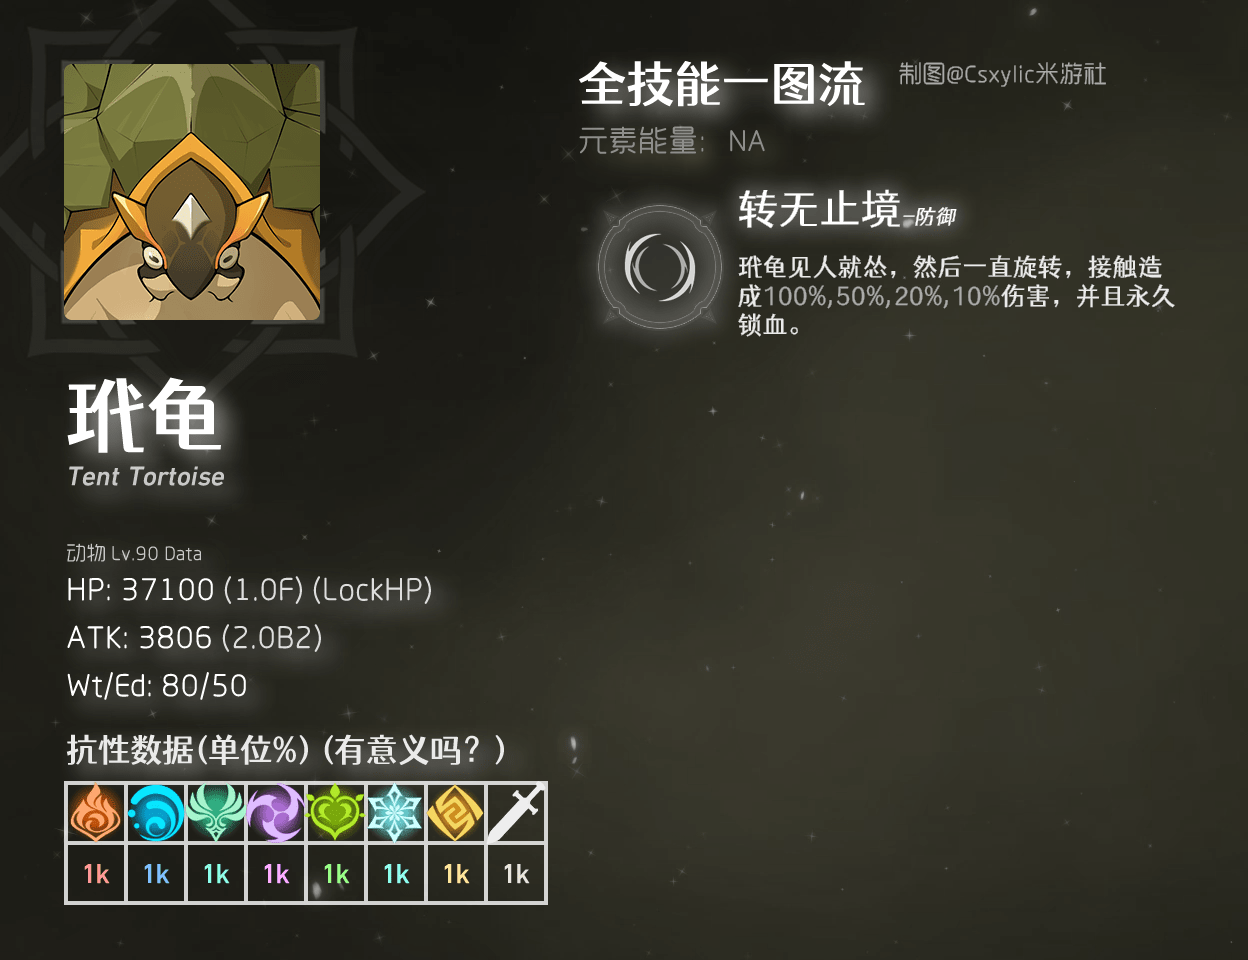 全技能一图流
制图@Csxylic米游社
元素能量: NA
转无止境-防御
玳龟见人就怂，然后一直旋转，接触造
成100%,50%,20%,10%伤害，并且永久
锁血。
玳龟
Tent Tortoise
动物 Lv.90 Data
HP: 37100 (1.0F) (LockHP)
ATK: 3806 (2.0B2)
Wt/Ed: 80/50
抗性数据(单位%) (有意义吗? )
1k 1k 1k 1k 1k 1k 1k 1k